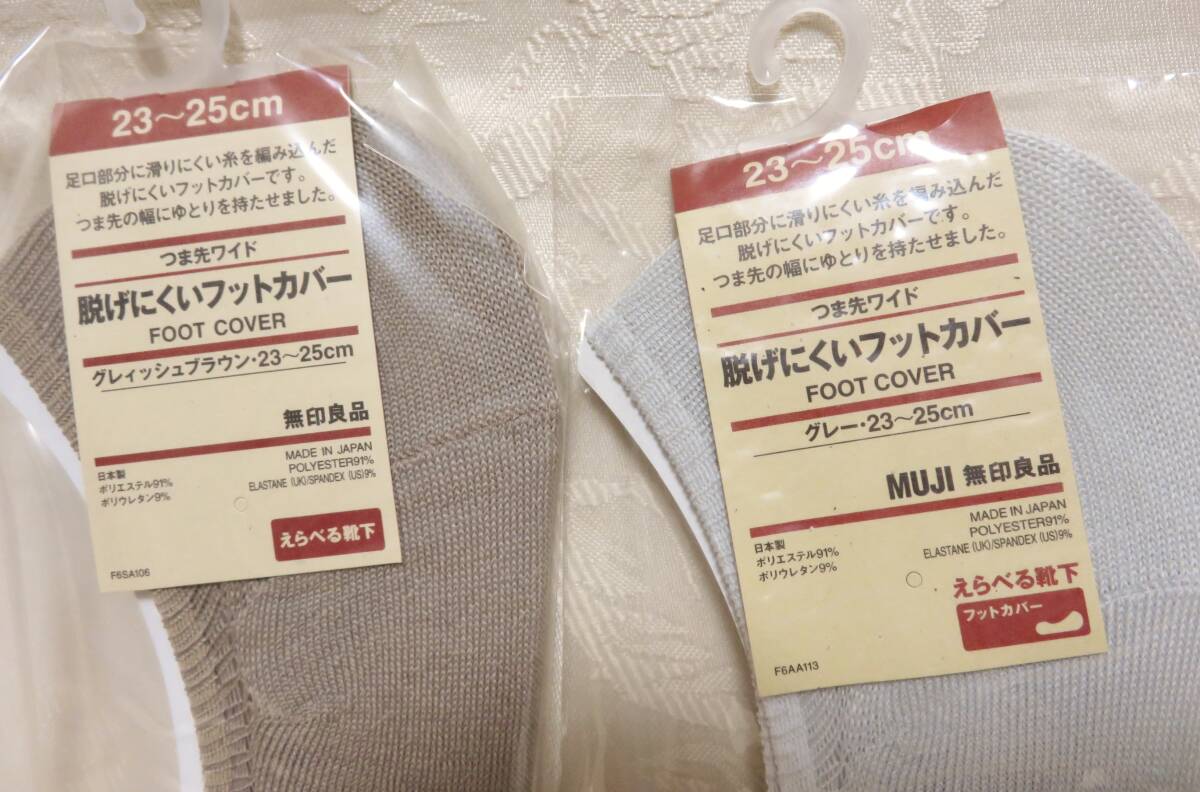 23〜25cm
足口部分に滑りにくい糸を編み込んだ
脱げにくいフットカバーです。
つま先の幅にゆとりを持たせました。
つま先ワイド
脱げにくいフットカバー
FOOT COVER
グレィッシュブラウン・23〜25cm
無印良品
日本製
ポリエステル91%
ポリウレタン9%
MADE IN JAPAN
POLYESTER91%
ELASTANE (UK)/SPANDEX (US)9%
えらべる靴下
F6SA106
23〜25cm
足口部分に滑りにくい糸を編み込んだ
脱げにくいフットカバーです。
つま先の幅にゆとりを持たせました。
つま先ワイド
脱げにくいフットカバー
FOOT COVER
グレー・23〜25cm
MUJI 無印良品
日本製
ポリエステル91%
ポリウレタン9%
MADE IN JAPAN
POLYESTER91%
ELASTANE (UK)/SPANDEX (US)9%
えらべる靴下
フットカバー
F6AA113